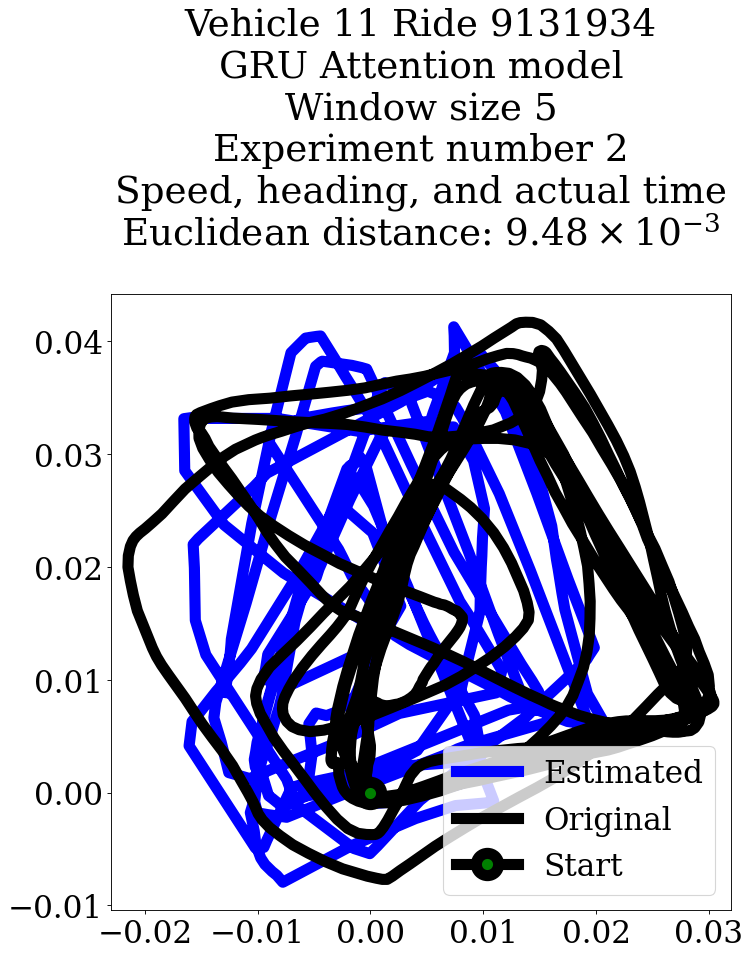 Vehicle 11 Ride 9131934
GRU Attention model
Window size 5
Experiment number 2
Speed, heading, and actual time
Euclidean distance: 9.48 × 10⁻³
0.04
0.03
0.02
0.01
0.00
−0.01
Estimated
Original
Start
−0.02 −0.01 0.00 0.01 0.02 0.03